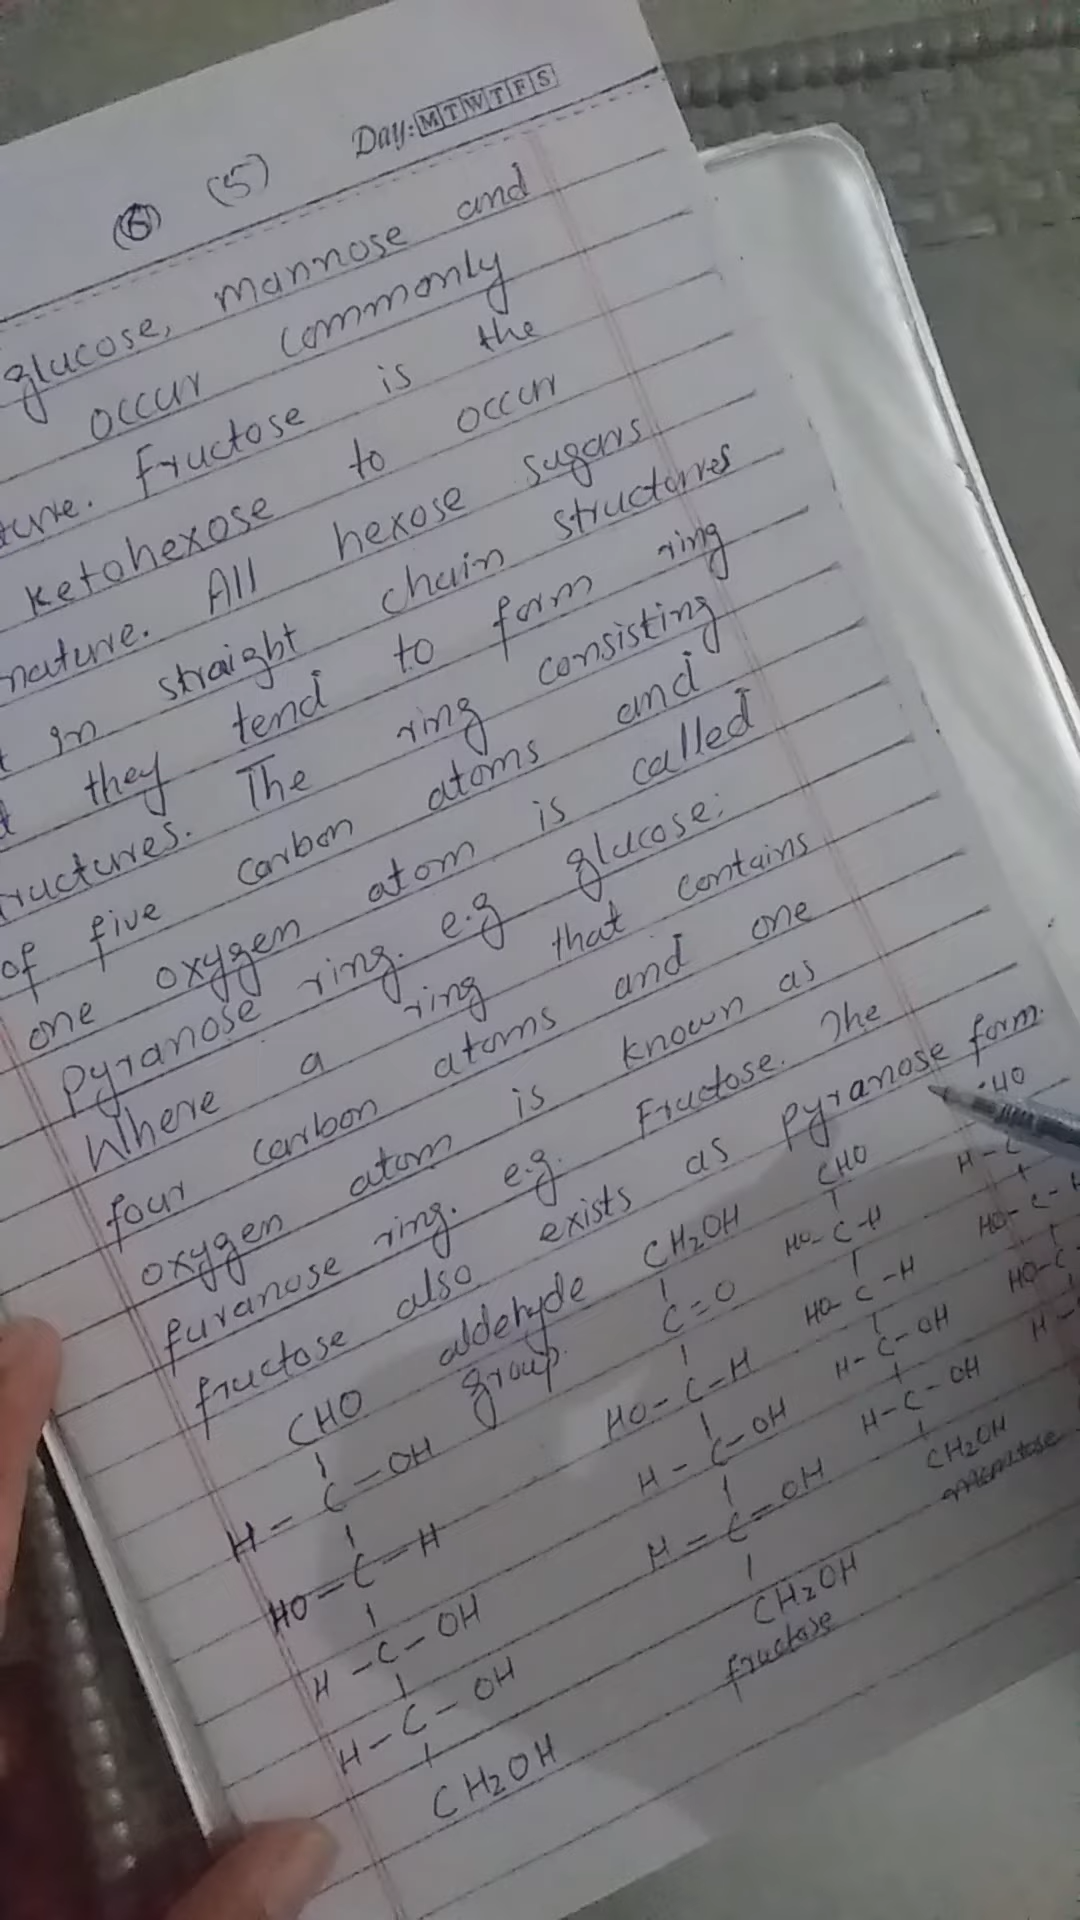 Day: M T W T F S
(6) (5)
glucose, mannose and
occur commonly
ture. Fructose is the
ketohexose to occur
nature. All hexose sugars
t in straight chain structures
they tend to form ring
ructures. The ring consisting
of five carbon atoms and
one oxygen atom is called
Pyranose ring. e.g glucose.
Where a ring that contains
four carbon atoms and one
oxygen atom is known as
furanose ring. e.g. Fructose. The
fructose also exists as pyranose form.
CHO aldehyde group.
H - C - OH
HO - C - H
H - C - OH
H - C - OH
CH₂OH
CH₂OH
C = O
HO - C - H
H - C - OH
H - C - OH
CH₂OH
fructose
CHO
HO - C - H
HO - C - H
H - C - OH
H - C - OH
CH₂OH
HO
H - C
HO - C - H
HO - C
H -